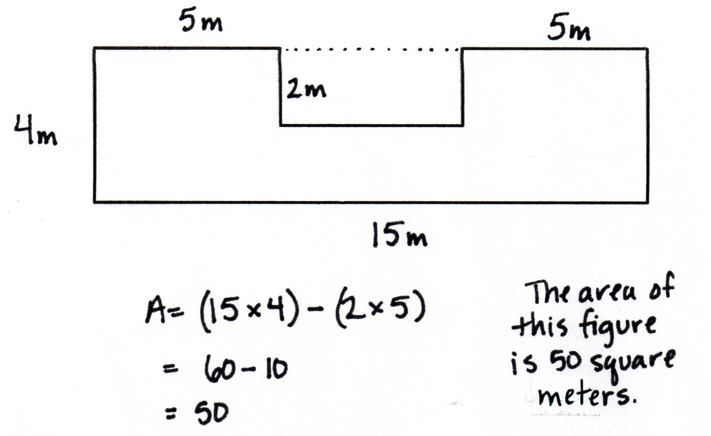 5m
5m
2m
4m
15m
A= (15×4)-(2×5)
= 60-10
= 50
The area of
this figure
is 50 square
meters.